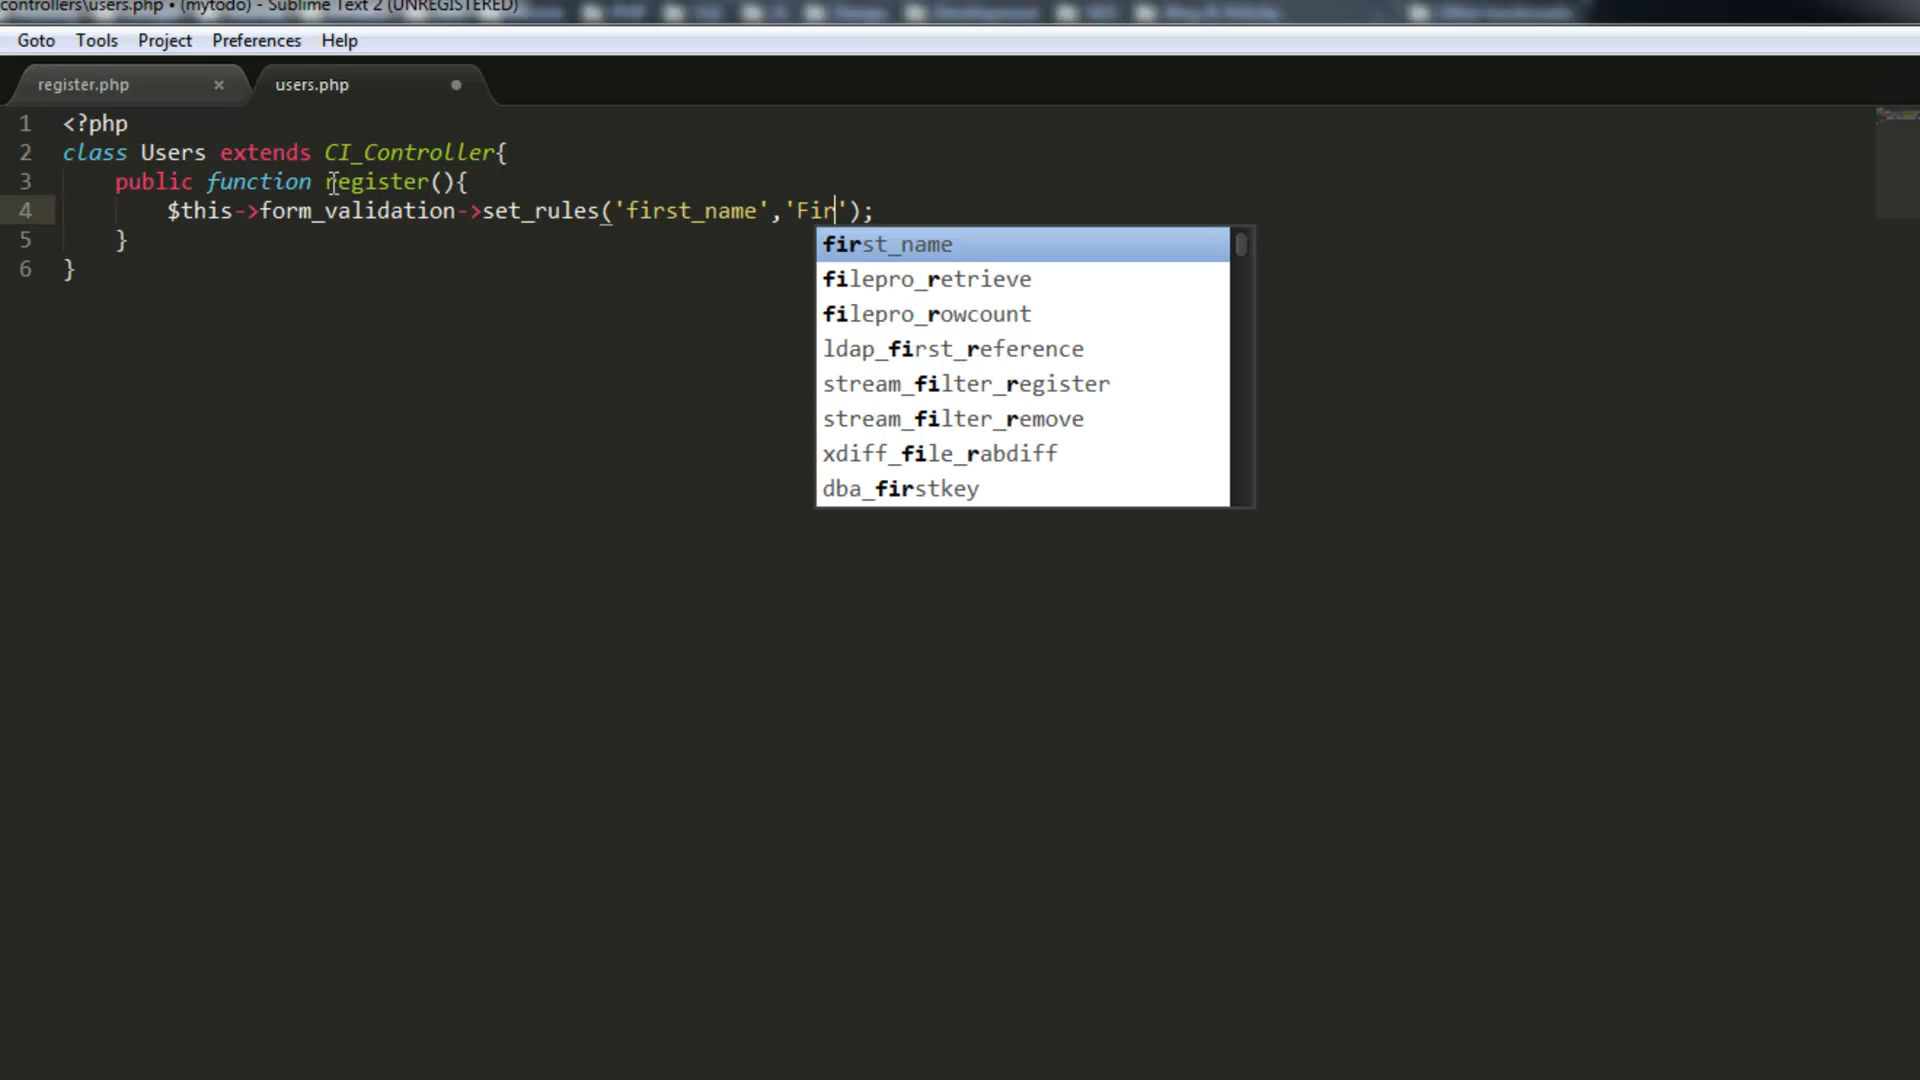 controllers\users.php • (mytodo) - Sublime Text 2 (UNREGISTERED)
Goto Tools Project Preferences Help
register.php × users.php
1 <?php
2 class Users extends CI_Controller{
3 public function register(){
4 $this->form_validation->set_rules('first_name','Fir');
5 }
6 }
first_name
filepro_retrieve
filepro_rowcount
ldap_first_reference
stream_filter_register
stream_filter_remove
xdiff_file_rabdiff
dba_firstkey